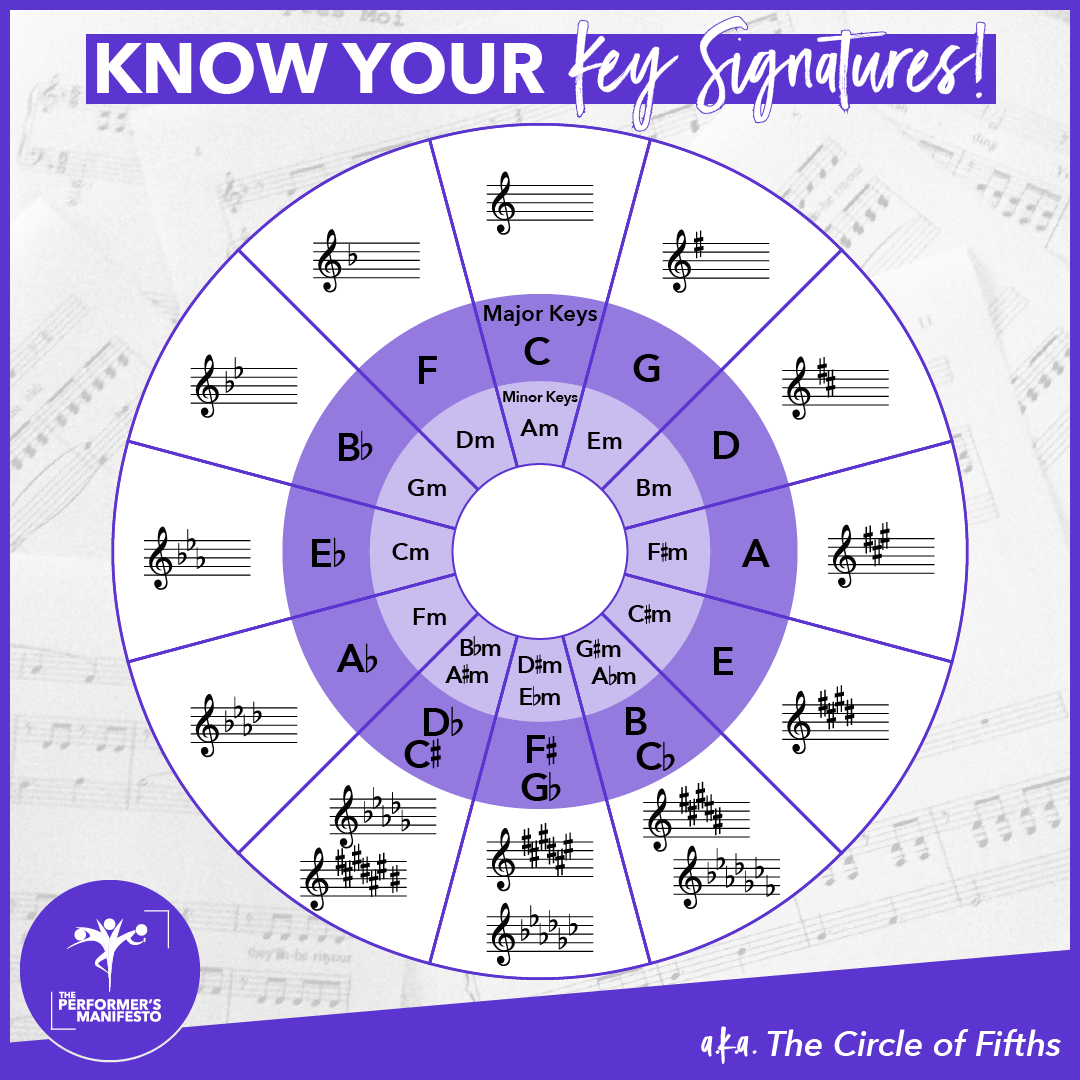 KNOW YOUR Key Signatures!
Major Keys
C
G
D
A
E
B
C♭
F♯
G♭
D♭
C♯
A♭
E♭
B♭
F
Minor Keys
Am
Em
Bm
F♯m
C♯m
G♯m
A♭m
D♯m
E♭m
B♭m
A♯m
Fm
Cm
Gm
Dm
THE
PERFORMER'S
MANIFESTO
a.k.a. The Circle of Fifths